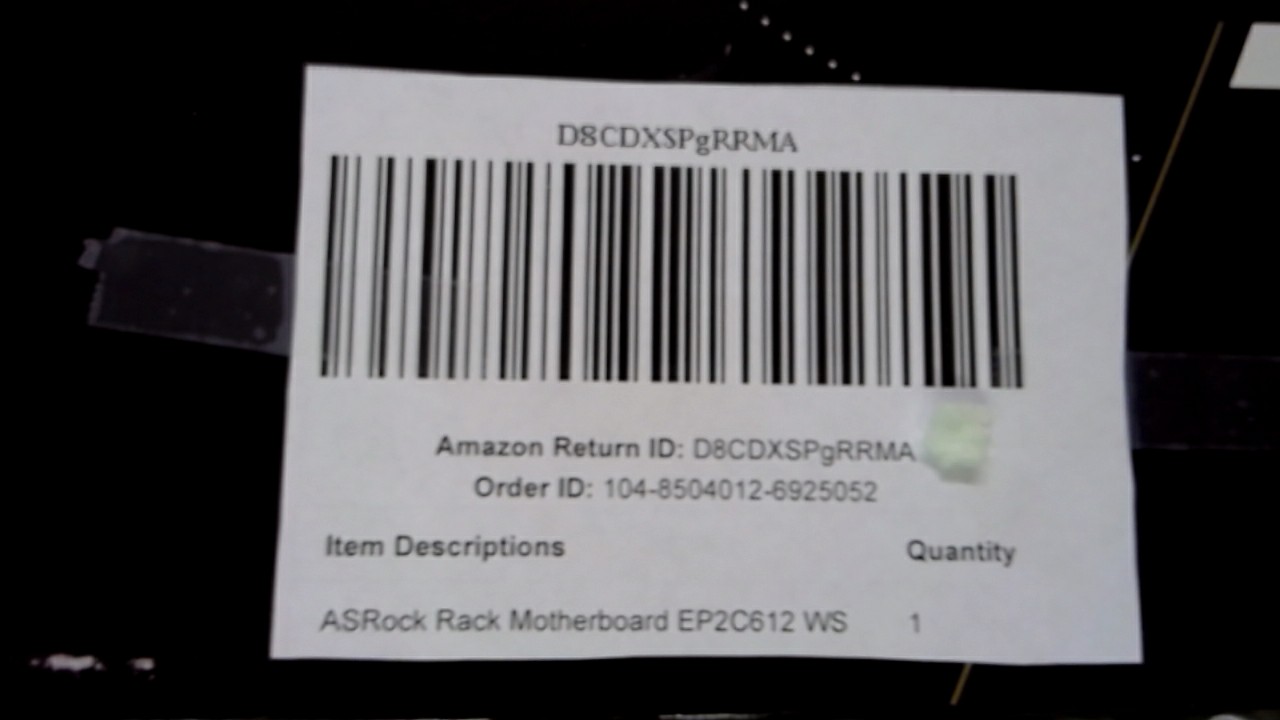 D8CDXSPgRRMA
Amazon Return ID: D8CDXSPgRRMA
Order ID: 104-8504012-6925052
Item Descriptions Quantity
ASRock Rack Motherboard EP2C612 WS 1